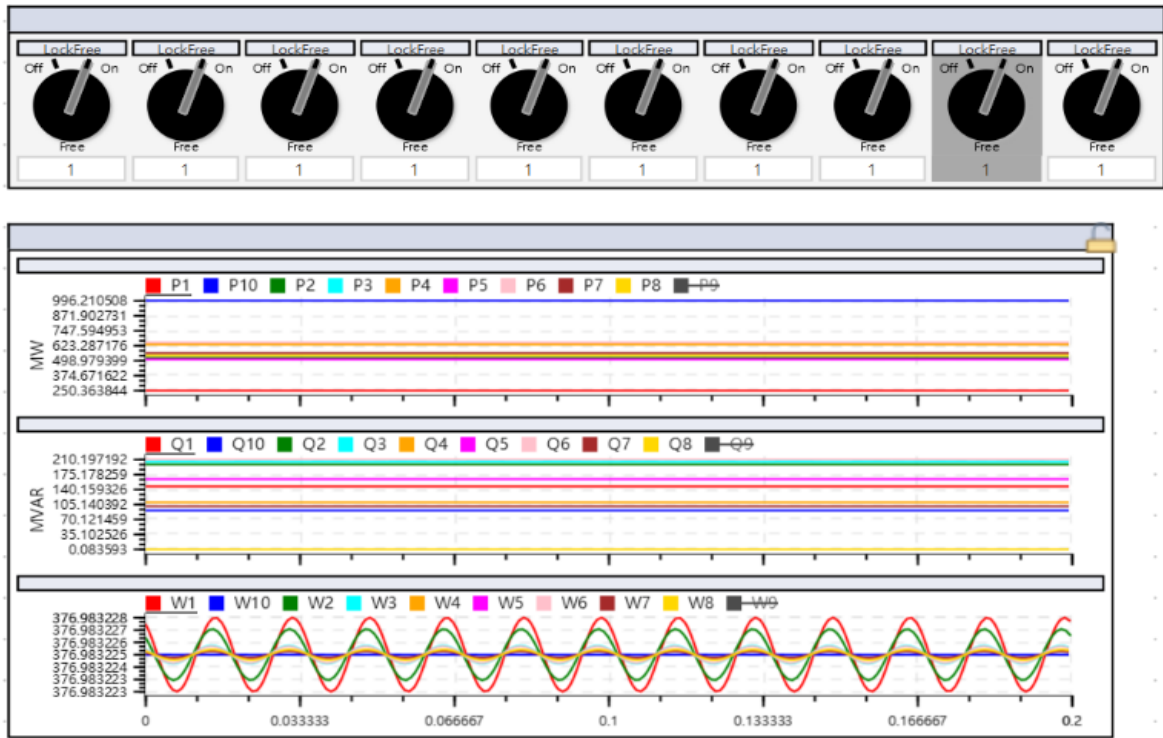 LockFree LockFree LockFree LockFree LockFree LockFree LockFree LockFree LockFree LockFree
Off On Off On Off On Off On Off On Off On Off On Off On Off On Off On
Free Free Free Free Free Free Free Free Free Free
1 1 1 1 1 1 1 1 1 1
P1 P10 P2 P3 P4 P5 P6 P7 P8 P9
MW
996.210508
871.902731
747.594953
623.287176
498.979399
374.671622
250.363844
Q1 Q10 Q2 Q3 Q4 Q5 Q6 Q7 Q8 Q9
MVAR
210.197192
175.178259
140.159326
105.140392
70.121459
35.102526
0.083593
W1 W10 W2 W3 W4 W5 W6 W7 W8 W9
376.983228
376.983227
376.983226
376.983225
376.983224
376.983223
376.983223
0 0.033333 0.066667 0.1 0.133333 0.166667 0.2